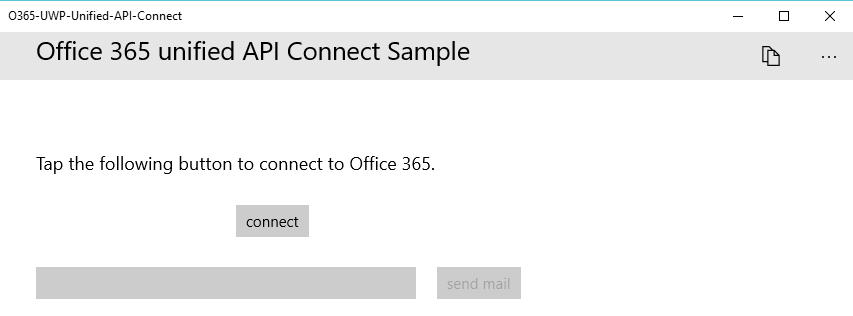 O365-UWP-Unified-API-Connect
Office 365 unified API Connect Sample
Tap the following button to connect to Office 365.
connect
send mail